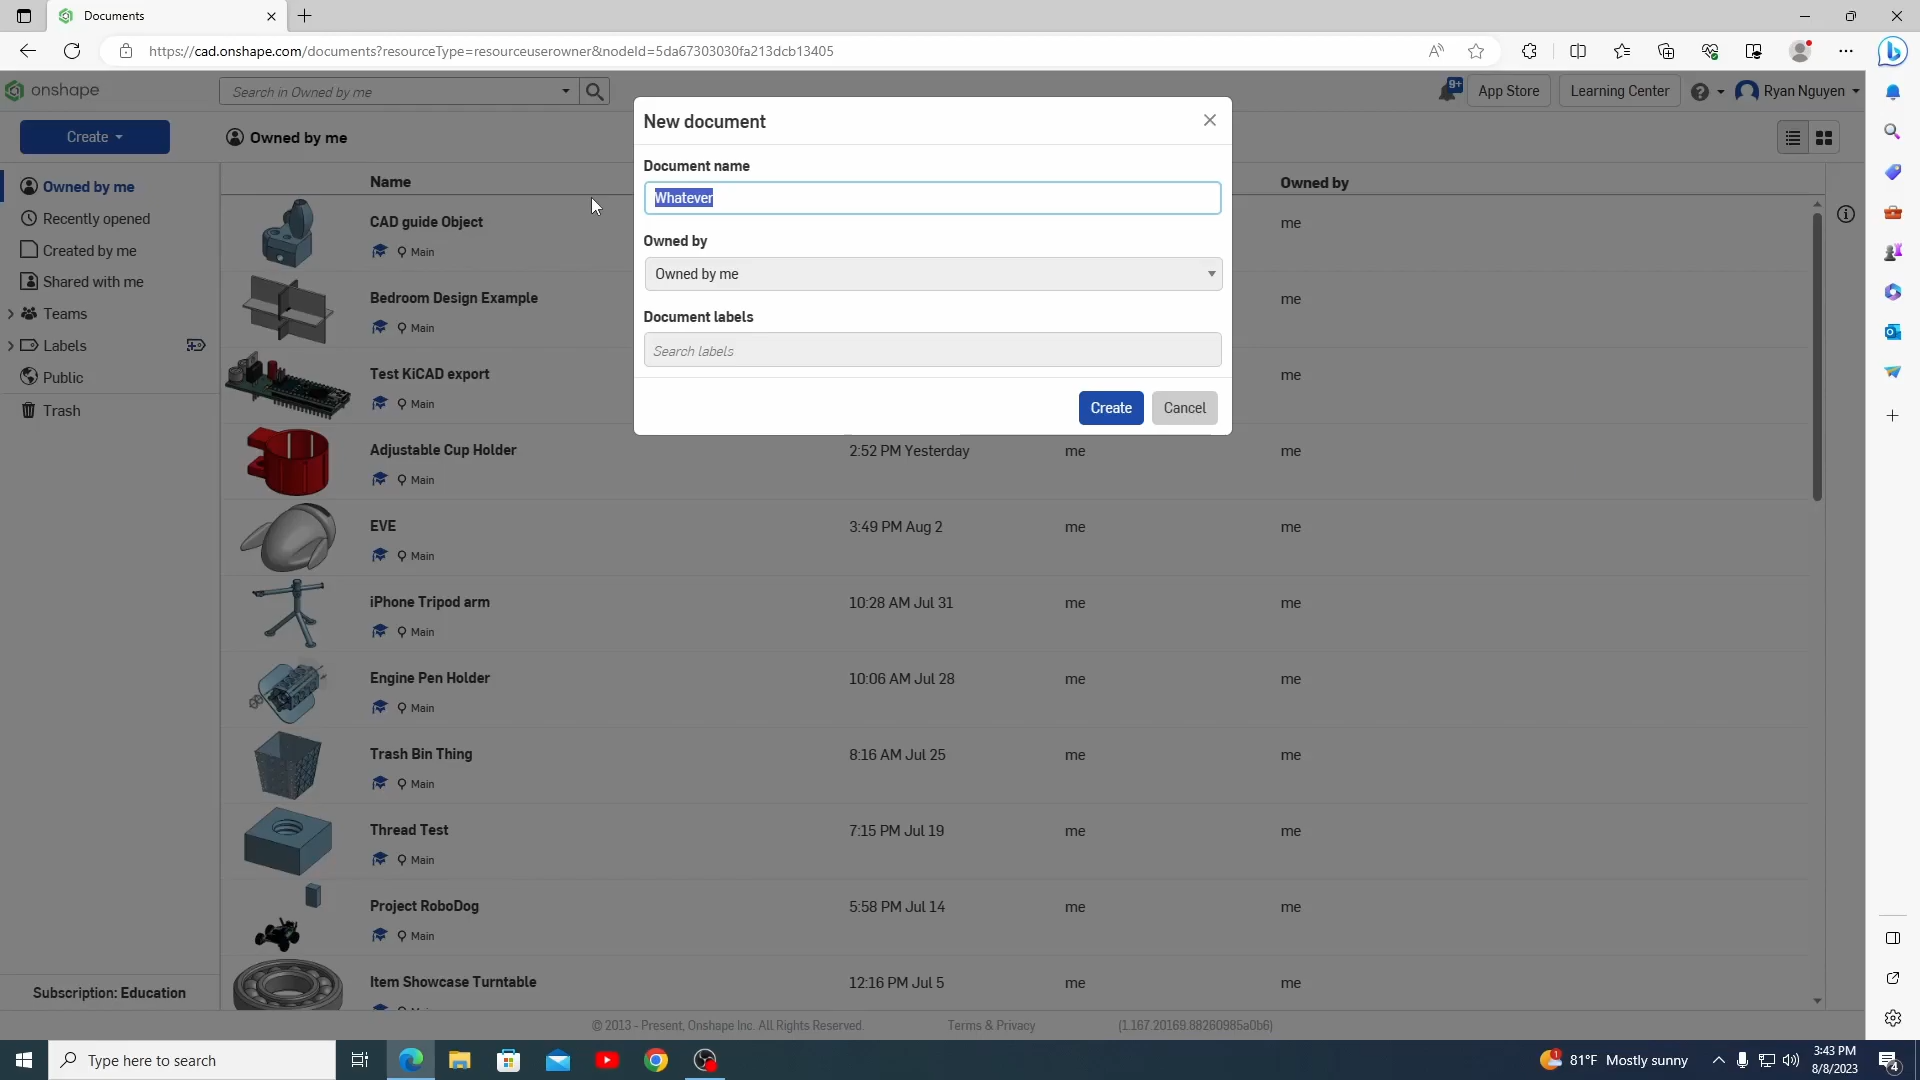 Documents
https://cad.onshape.com/documents?resourceType=resourceuserowner&nodeId=5da67303030fa213dcb13405
onshape
Search in Owned by me
9+
App Store
Learning Center
Ryan Nguyen
Create
Owned by me
Owned by me
Recently opened
Created by me
Shared with me
Teams
Labels
Public
Trash
Subscription: Education
Name
Owned by
CAD guide Object
Main
me
Bedroom Design Example
Main
me
Test KiCAD export
Main
me
Adjustable Cup Holder
2:52 PM Yesterday
me
me
Main
EVE
3:49 PM Aug 2
me
me
Main
iPhone Tripod arm
10:28 AM Jul 31
me
me
Main
Engine Pen Holder
10:06 AM Jul 28
me
me
Main
Trash Bin Thing
8:16 AM Jul 25
me
me
Main
Thread Test
7:15 PM Jul 19
me
me
Main
Project RoboDog
5:58 PM Jul 14
me
me
Main
Item Showcase Turntable
12:16 PM Jul 5
me
me
New document
Document name
Whatever
Owned by
Owned by me
Document labels
Search labels
Create
Cancel
© 2013 - Present, Onshape Inc. All Rights Reserved.
Terms & Privacy
(1.167.20169.88260985a0b6)
Type here to search
81°F Mostly sunny
3:43 PM
8/8/2023
4